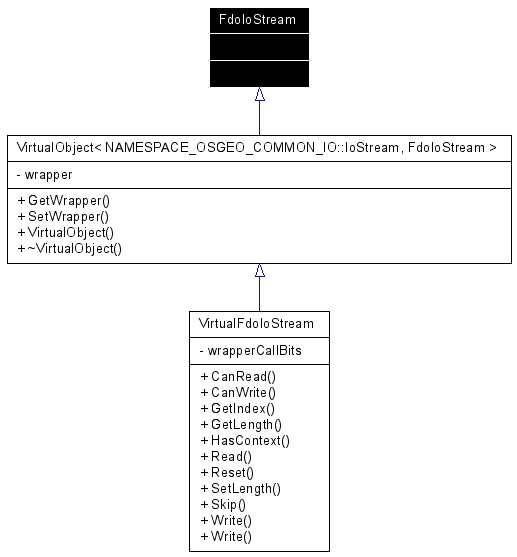 FdoIoStream
VirtualObject< NAMESPACE_OSGEO_COMMON_IO::IoStream, FdoIoStream >
- wrapper
+ GetWrapper()
+ SetWrapper()
+ VirtualObject()
+ ~VirtualObject()
VirtualFdoIoStream
- wrapperCallBits
+ CanRead()
+ CanWrite()
+ GetIndex()
+ GetLength()
+ HasContext()
+ Read()
+ Reset()
+ SetLength()
+ Skip()
+ Write()
+ Write()